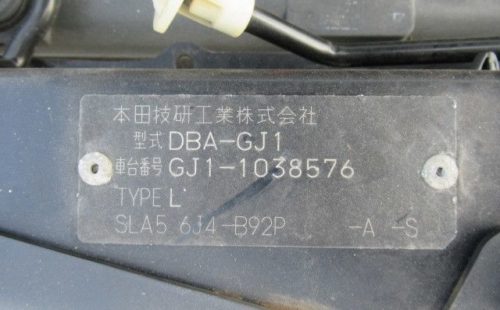 本田技研工業株式会社
型式 DBA-GJ1
車台番号 GJ1-1038576
TYPE L
SLA5 6J4-B92P -A -S